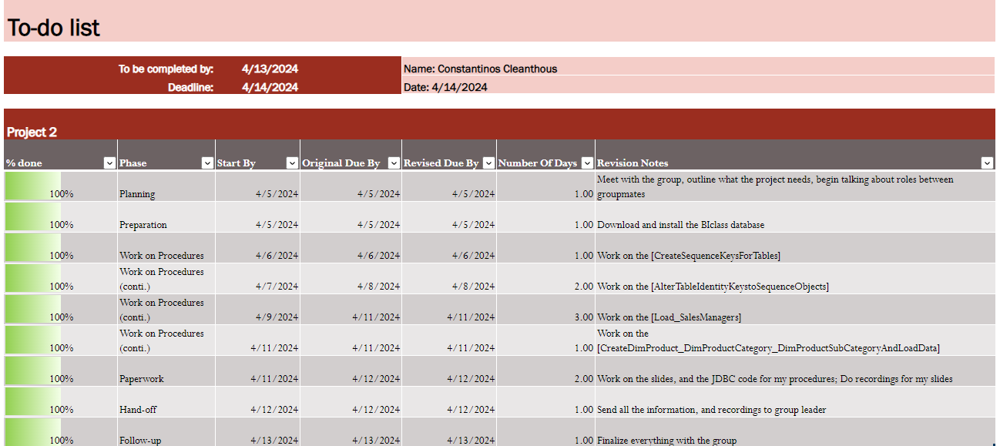 To-do list
To be completed by: 4/13/2024 Name: Constantinos Cleanthous
Deadline: 4/14/2024 Date: 4/14/2024
Project 2
% done Phase Start By Original Due By Revised Due By Number Of Days Revision Notes
Meet with the group, outline what the project needs, begin talking about roles between
100% Planning 4/5/2024 4/5/2024 4/5/2024 1.00 groupmates
100% Preparation 4/5/2024 4/5/2024 4/5/2024 1.00 Download and install the BIclass database
100% Work on Procedures 4/6/2024 4/6/2024 4/6/2024 1.00 Work on the [CreateSequenceKeysForTables]
Work on Procedures
100% (conti.) 4/7/2024 4/8/2024 4/8/2024 2.00 Work on the [AlterTableIdentityKeystoSequenceObjects]
Work on Procedures
100% (conti.) 4/9/2024 4/11/2024 4/11/2024 3.00 Work on the [Load_SalesManagers]
Work on Procedures Work on the
100% (conti.) 4/11/2024 4/11/2024 4/11/2024 1.00 [CreateDimProduct_DimProductCategory_DimProductSubCategoryAndLoadData]
100% Paperwork 4/11/2024 4/12/2024 4/12/2024 2.00 Work on the slides, and the JDBC code for my procedures; Do recordings for my slides
100% Hand-off 4/12/2024 4/12/2024 4/12/2024 1.00 Send all the information, and recordings to group leader
100% Follow-up 4/13/2024 4/13/2024 4/13/2024 1.00 Finalize everything with the group